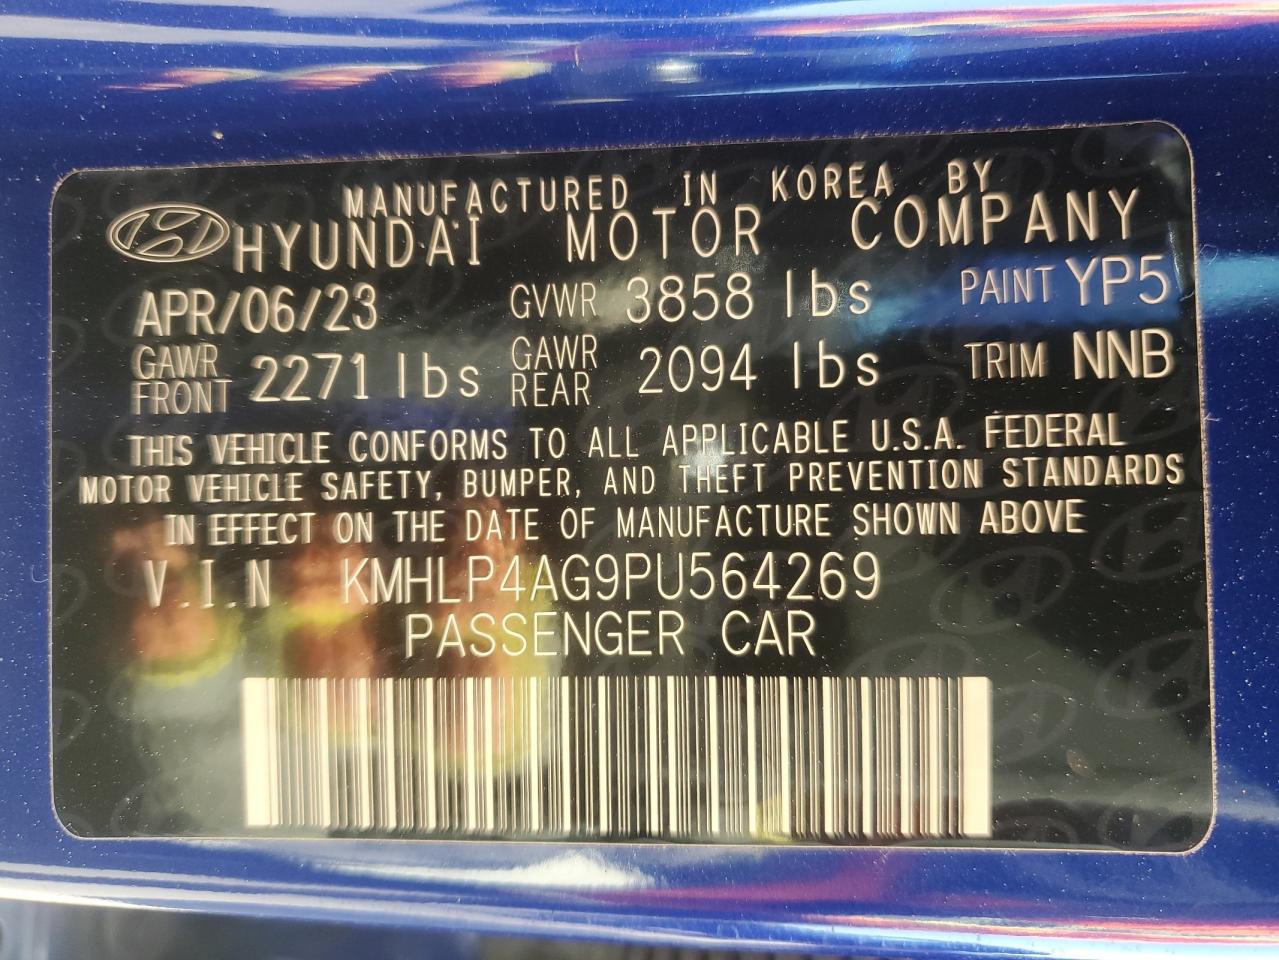 MANUFACTURED IN KOREA BY
HYUNDAI MOTOR COMPANY
APR/06/23 GVWR 3858 lbs PAINT YP5
GAWR FRONT 2271 lbs GAWR REAR 2094 lbs TRIM NNB
THIS VEHICLE CONFORMS TO ALL APPLICABLE U.S.A. FEDERAL
MOTOR VEHICLE SAFETY, BUMPER, AND THEFT PREVENTION STANDARDS
IN EFFECT ON THE DATE OF MANUFACTURE SHOWN ABOVE
V.I.N KMHLP4AG9PU564269
PASSENGER CAR